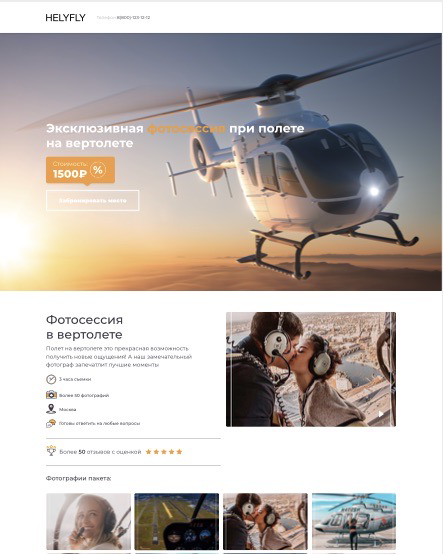 HELYFLY
Телефон: 8(800)-123-12-12
Эксклюзивная фотосессия при полете
на вертолете
Стоимость:
1500₽ %
Забронировать место
Фотосессия
в вертолете
Полет на вертолете это прекрасная возможность
получить новые ощущения! А наш замечательный
фотограф запечатлит лучшие моменты
3 часа съемки
Более 50 фотографий
Москва
Готовы ответить на любые вопросы
Более 50 отзывов с оценкой ★★★★★
Фотографии пакета: